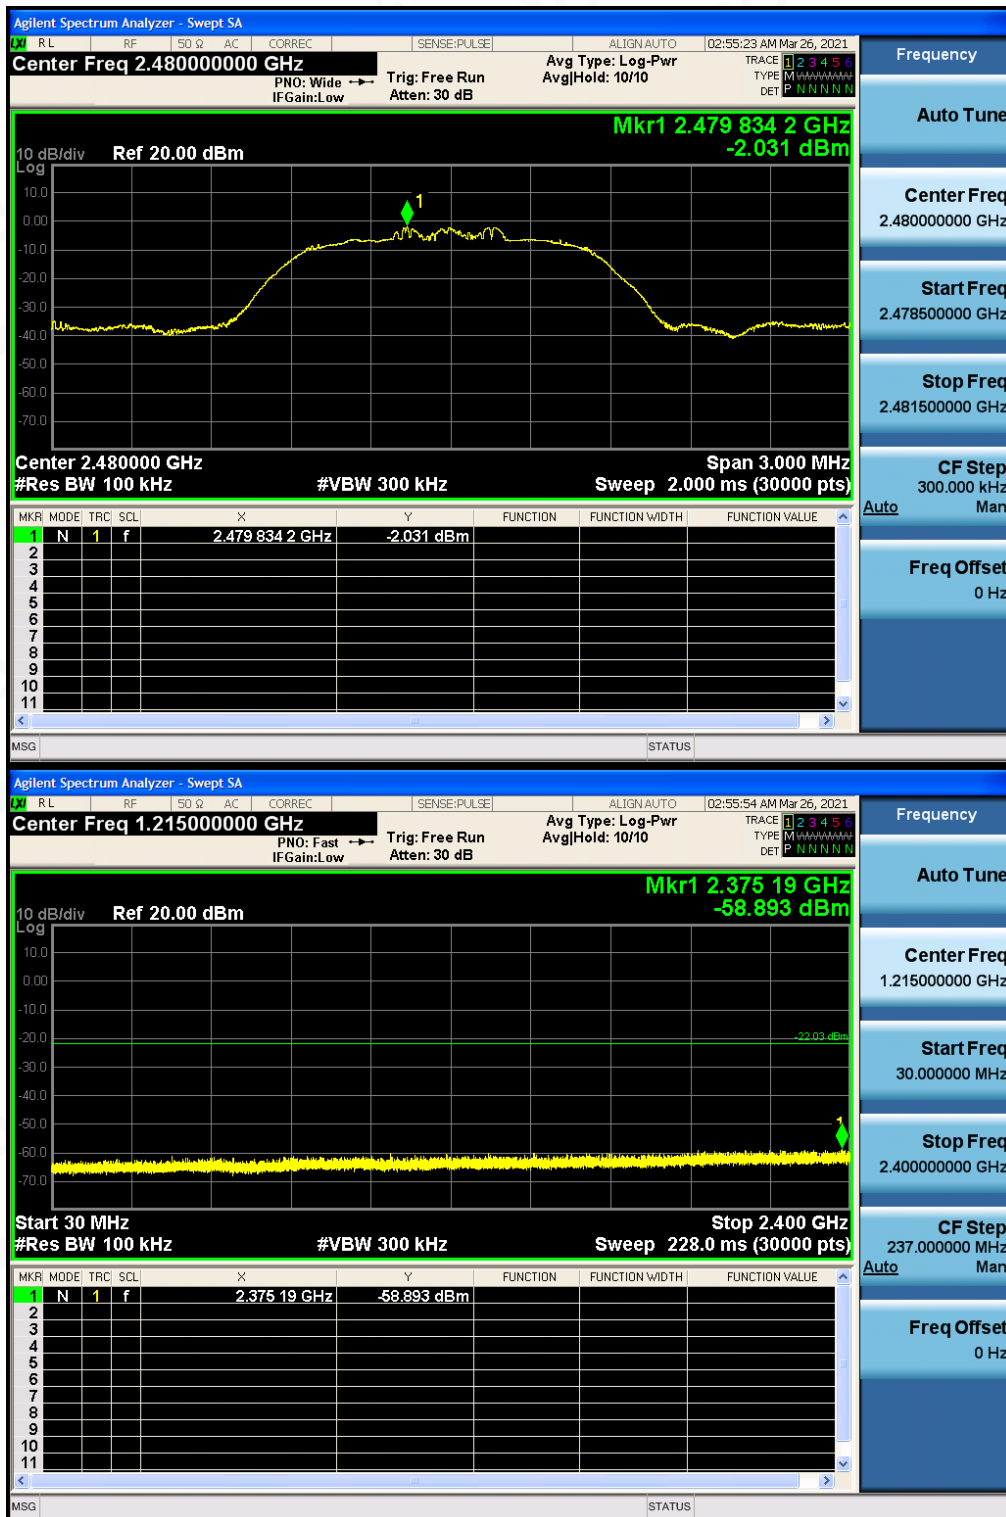 Agilent Spectrum Analyzer - Swept SA
LXI RL RF 50 Ω AC CORREC SENSE:PULSE ALIGN AUTO 02:55:23 AM Mar 26, 2021
Center Freq 2.480000000 GHz
PNO: Wide
IFGain:Low
Trig: Free Run
Atten: 30 dB
Avg Type: Log-Pwr
Avg|Hold: 10/10
TRACE 1 2 3 4 5 6
TYPE M WWWWW
DET P N N N N N
Mkr1 2.479 834 2 GHz
-2.031 dBm
10 dB/div Ref 20.00 dBm
Log
10.0
0.00
-10.0
-20.0
-30.0
-40.0
-50.0
-60.0
-70.0
1
Center 2.480000 GHz Span 3.000 MHz
#Res BW 100 kHz #VBW 300 kHz Sweep 2.000 ms (30000 pts)
MKR MODE TRC SCL X Y FUNCTION FUNCTION WIDTH FUNCTION VALUE
1 N 1 f 2.479 834 2 GHz -2.031 dBm
2
3
4
5
6
7
8
9
10
11
MSG STATUS
Frequency
Auto Tune
Center Freq
2.480000000 GHz
Start Freq
2.478500000 GHz
Stop Freq
2.481500000 GHz
CF Step
300.000 kHz
Auto Man
Freq Offset
0 Hz
Agilent Spectrum Analyzer - Swept SA
LXI RL RF 50 Ω AC CORREC SENSE:PULSE ALIGN AUTO 02:55:54 AM Mar 26, 2021
Center Freq 1.215000000 GHz
PNO: Fast
IFGain:Low
Trig: Free Run
Atten: 30 dB
Avg Type: Log-Pwr
Avg|Hold: 10/10
TRACE 1 2 3 4 5 6
TYPE M WWWWW
DET P N N N N N
Mkr1 2.375 19 GHz
-58.893 dBm
10 dB/div Ref 20.00 dBm
Log
10.0
0.00
-10.0
-20.0
-30.0
-40.0
-50.0
-60.0
-70.0
-22.03 dBm
1
Start 30 MHz Stop 2.400 GHz
#Res BW 100 kHz #VBW 300 kHz Sweep 228.0 ms (30000 pts)
MKR MODE TRC SCL X Y FUNCTION FUNCTION WIDTH FUNCTION VALUE
1 N 1 f 2.375 19 GHz -58.893 dBm
2
3
4
5
6
7
8
9
10
11
MSG STATUS
Frequency
Auto Tune
Center Freq
1.215000000 GHz
Start Freq
30.000000 MHz
Stop Freq
2.400000000 GHz
CF Step
237.000000 MHz
Auto Man
Freq Offset
0 Hz